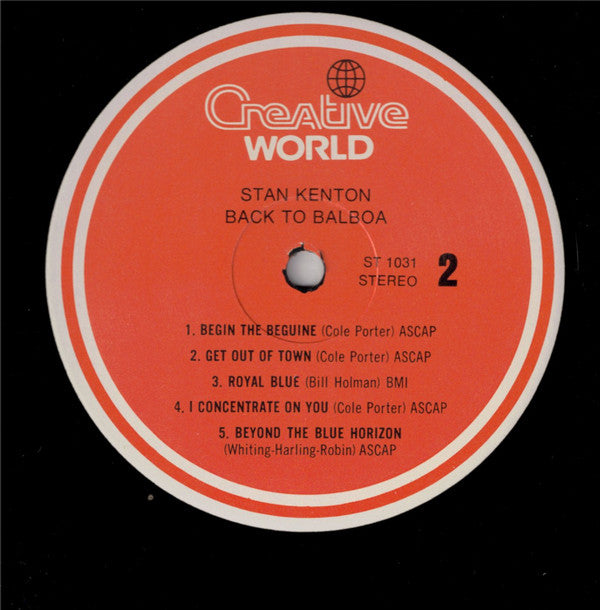 Creative
WORLD
STAN KENTON
BACK TO BALBOA
ST 1031
STEREO 2
1. BEGIN THE BEGUINE (Cole Porter) ASCAP
2. GET OUT OF TOWN (Cole Porter) ASCAP
3. ROYAL BLUE (Bill Holman) BMI
4. I CONCENTRATE ON YOU (Cole Porter) ASCAP
5. BEYOND THE BLUE HORIZON
(Whiting-Harling-Robin) ASCAP